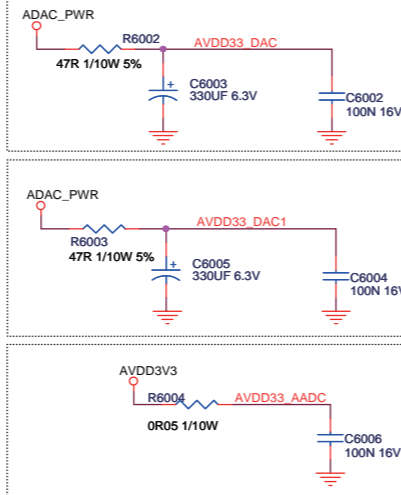 ADAC_PWR
R6002
AVDD33_DAC
47R 1/10W 5%
+
C6003
330UF 6.3V
C6002
100N 16V
ADAC_PWR
AVDD33_DAC1
R6003
47R 1/10W 5%
+
C6005
330UF 6.3V
C6004
100N 16V
AVDD3V3
R6004
AVDD33_AADC
0R05 1/10W
C6006
100N 16V